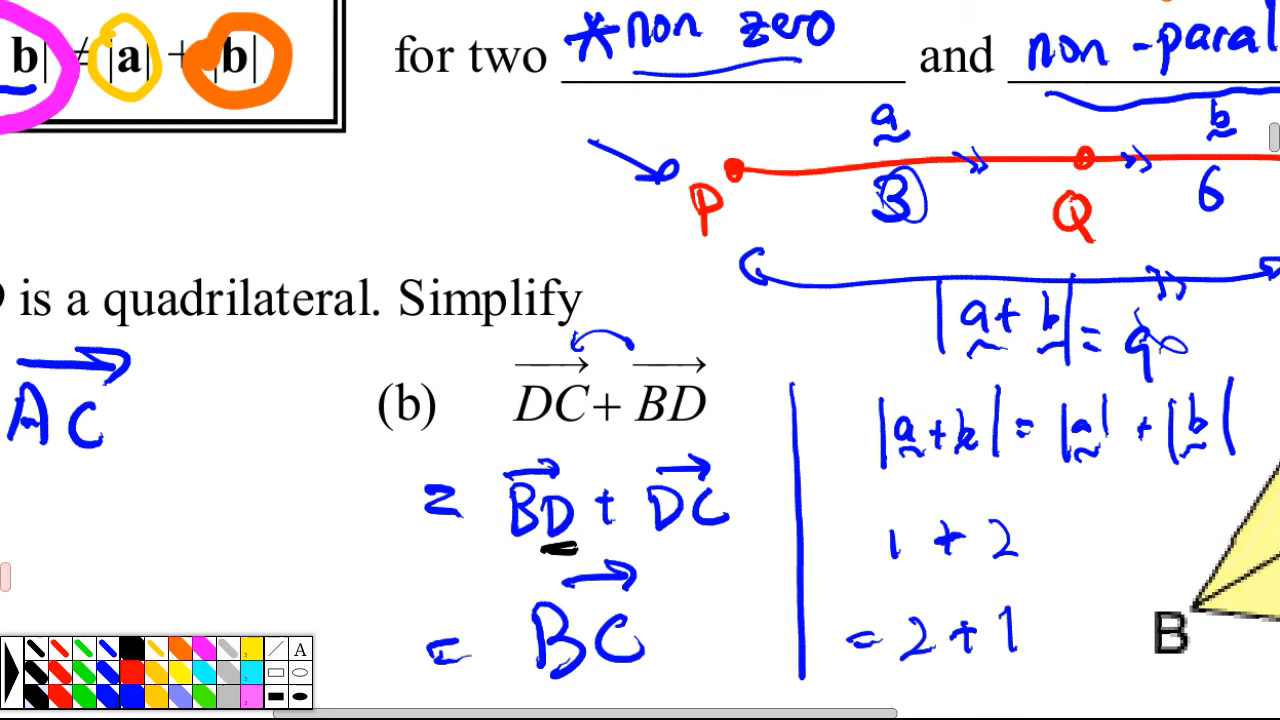 b| ≠ |a| + |b|
for two *non zero and non-paral
a b
3 6
P Q
|a + b| = 9
is a quadrilateral. Simplify
AC
(b) DC + BD
= BD + DC
= BC
|a + b| = |a| + |b|
1 + 2
= 2 + 1
B
A